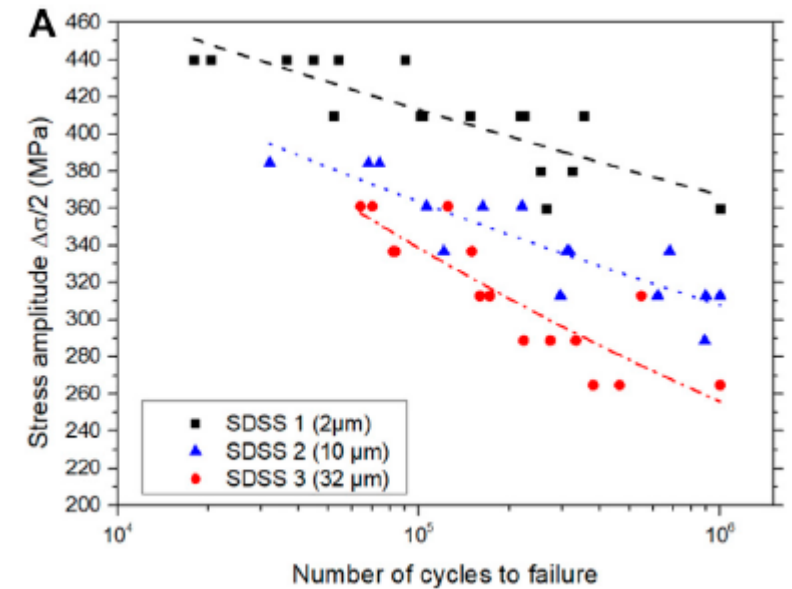 A
460
440
420
400
380
360
340
320
300
280
260
240
220
200
Stress amplitude Δσ/2 (MPa)
SDSS 1 (2µm)
SDSS 2 (10 µm)
SDSS 3 (32 µm)
10⁴
10⁵
10⁶
Number of cycles to failure